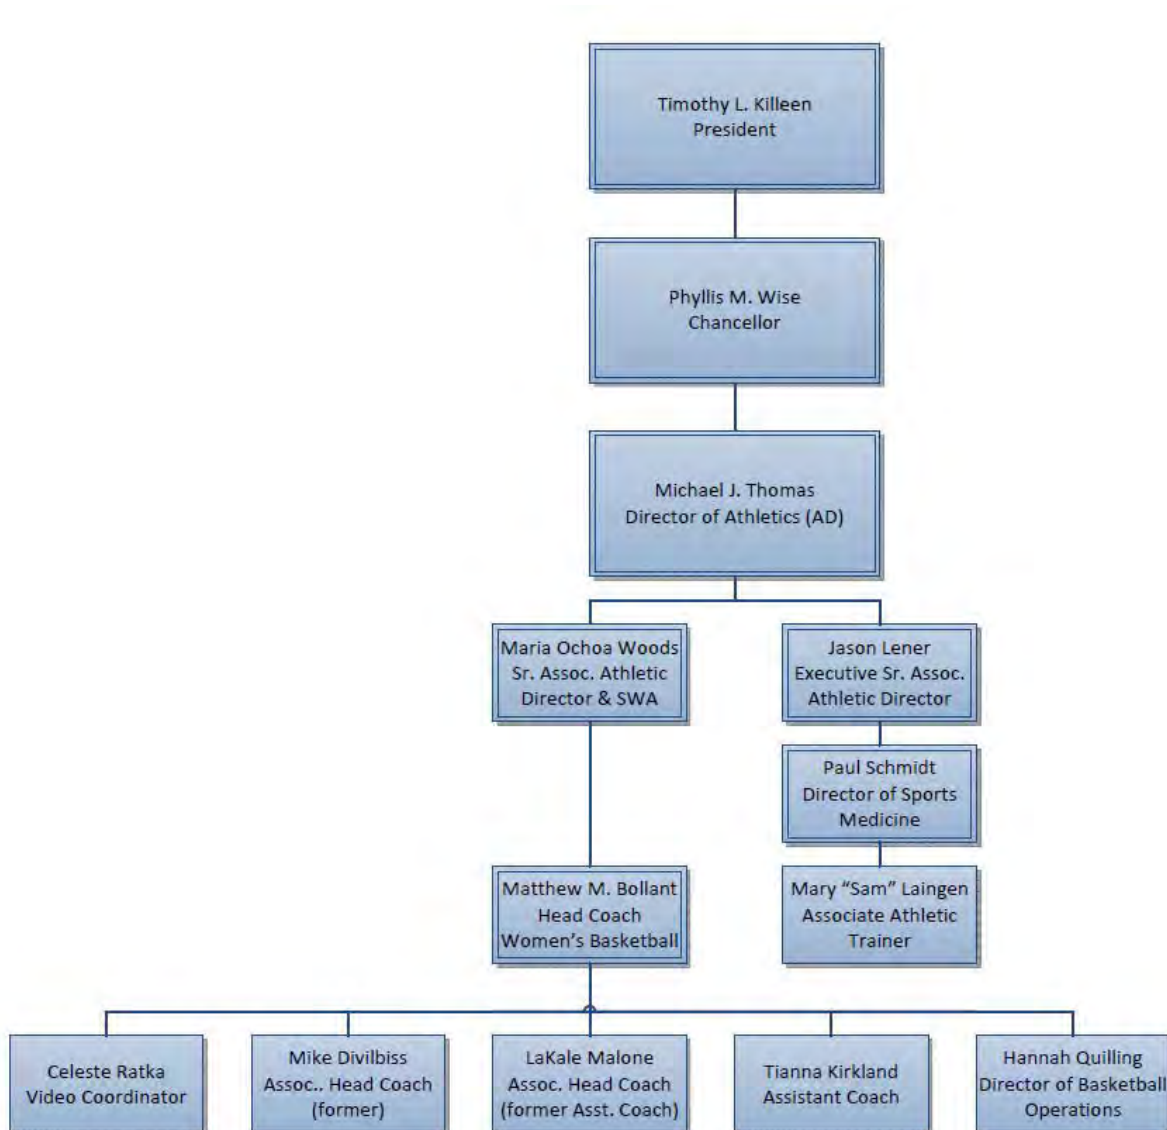 Timothy L. Killeen
President
Phyllis M. Wise
Chancellor
Michael J. Thomas
Director of Athletics (AD)
Maria Ochoa Woods
Sr. Assoc. Athletic
Director & SWA
Jason Lener
Executive Sr. Assoc.
Athletic Director
Paul Schmidt
Director of Sports
Medicine
Matthew M. Bollant
Head Coach
Women's Basketball
Mary “Sam” Laingen
Associate Athletic
Trainer
Celeste Ratka
Video Coordinator
Mike Divilbiss
Assoc.. Head Coach
(former)
LaKale Malone
Assoc. Head Coach
(former Asst. Coach)
Tianna Kirkland
Assistant Coach
Hannah Quilling
Director of Basketball
Operations